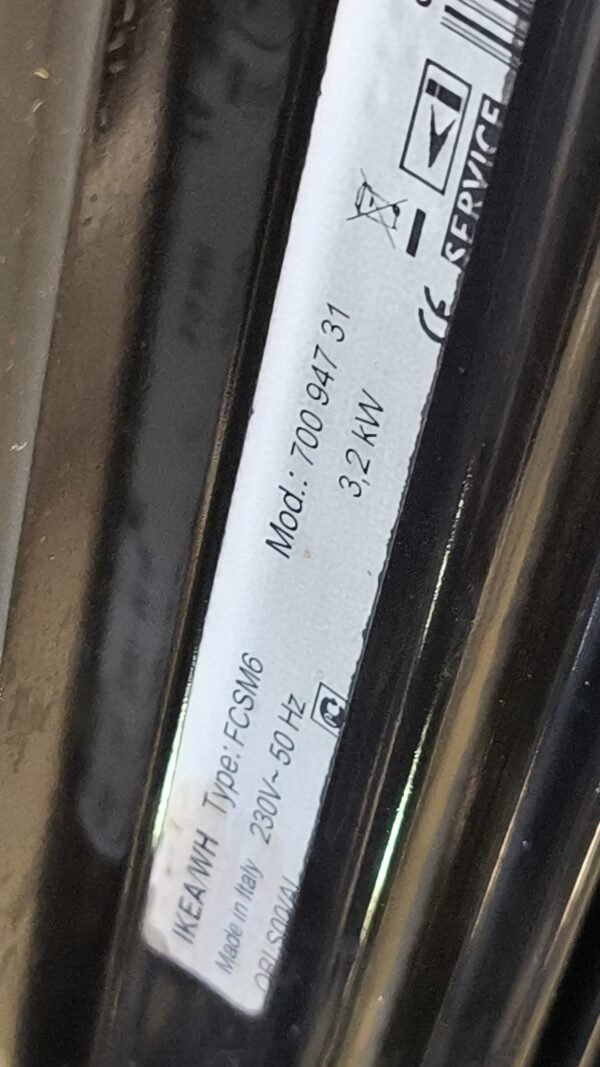 IKEA/WH Type: FCSM6 Mod.: 700 947 31
Made in Italy 230V~ 50 Hz 3,2 kW
CE SERVICE